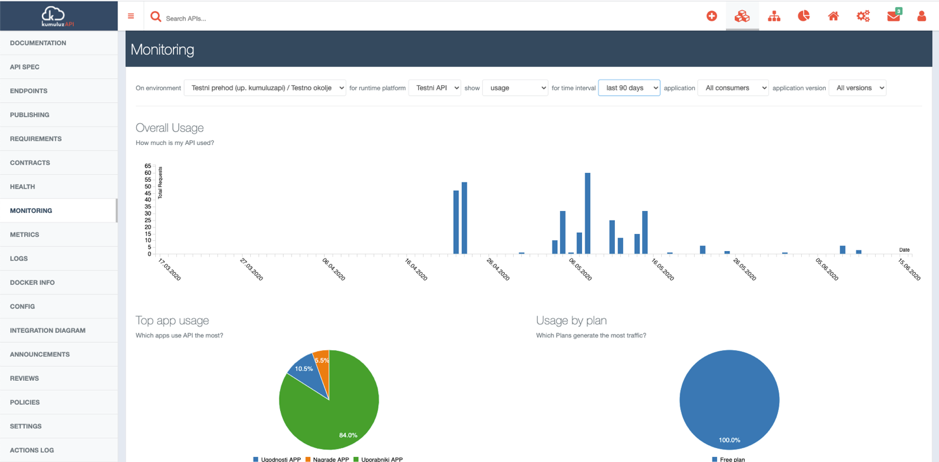 kumuluzAPI
Search APIs...
5
DOCUMENTATION
API SPEC
ENDPOINTS
PUBLISHING
REQUIREMENTS
CONTRACTS
HEALTH
MONITORING
METRICS
LOGS
DOCKER INFO
CONFIG
INTEGRATION DIAGRAM
ANNOUNCEMENTS
REVIEWS
POLICIES
SETTINGS
ACTIONS LOG
Monitoring
On environment Testni prehod (up. kumuluzapi) / Testno okolje for runtime platform Testni API show usage for time interval last 90 days application All consumers application version All versions
Overall Usage
How much is my API used?
Total Requests
65
60
55
50
45
40
35
30
25
20
15
10
5
0
Date
17.03.2020 27.03.2020 06.04.2020 16.04.2020 26.04.2020 06.05.2020 16.05.2020 26.05.2020 05.06.2020 15.06.2020
Top app usage
Which apps use API the most?
5.5%
10.5%
84.0%
Ugodnosti APP Nagrade APP Uporabniki APP
Usage by plan
Which Plans generate the most traffic?
100.0%
Free plan